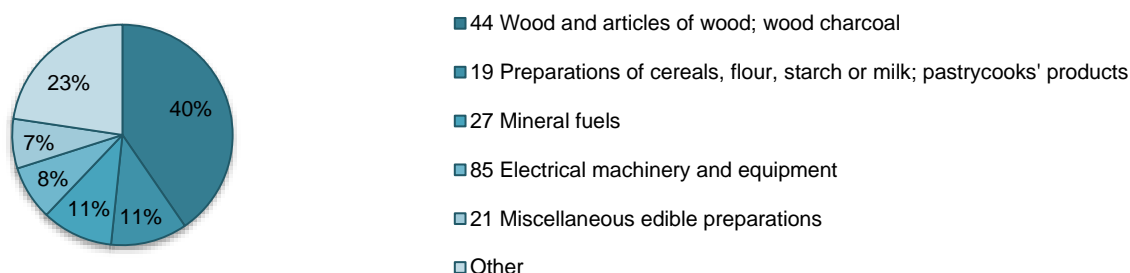 44 Wood and articles of wood; wood charcoal
19 Preparations of cereals, flour, starch or milk; pastrycooks' products
27 Mineral fuels
85 Electrical machinery and equipment
21 Miscellaneous edible preparations
Other
40%
11%
11%
8%
7%
23%